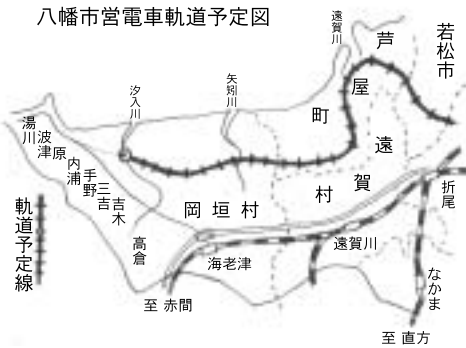 八幡市営電車軌道予定図
遠賀川
芦屋町
若松市
汐入川
矢矧川
遠賀村
湯川
波津
原
内浦
手野
三吉
吉木
岡垣村
高倉
折尾
軌道予定線
海老津
遠賀川
なかま
至 赤間
至 直方